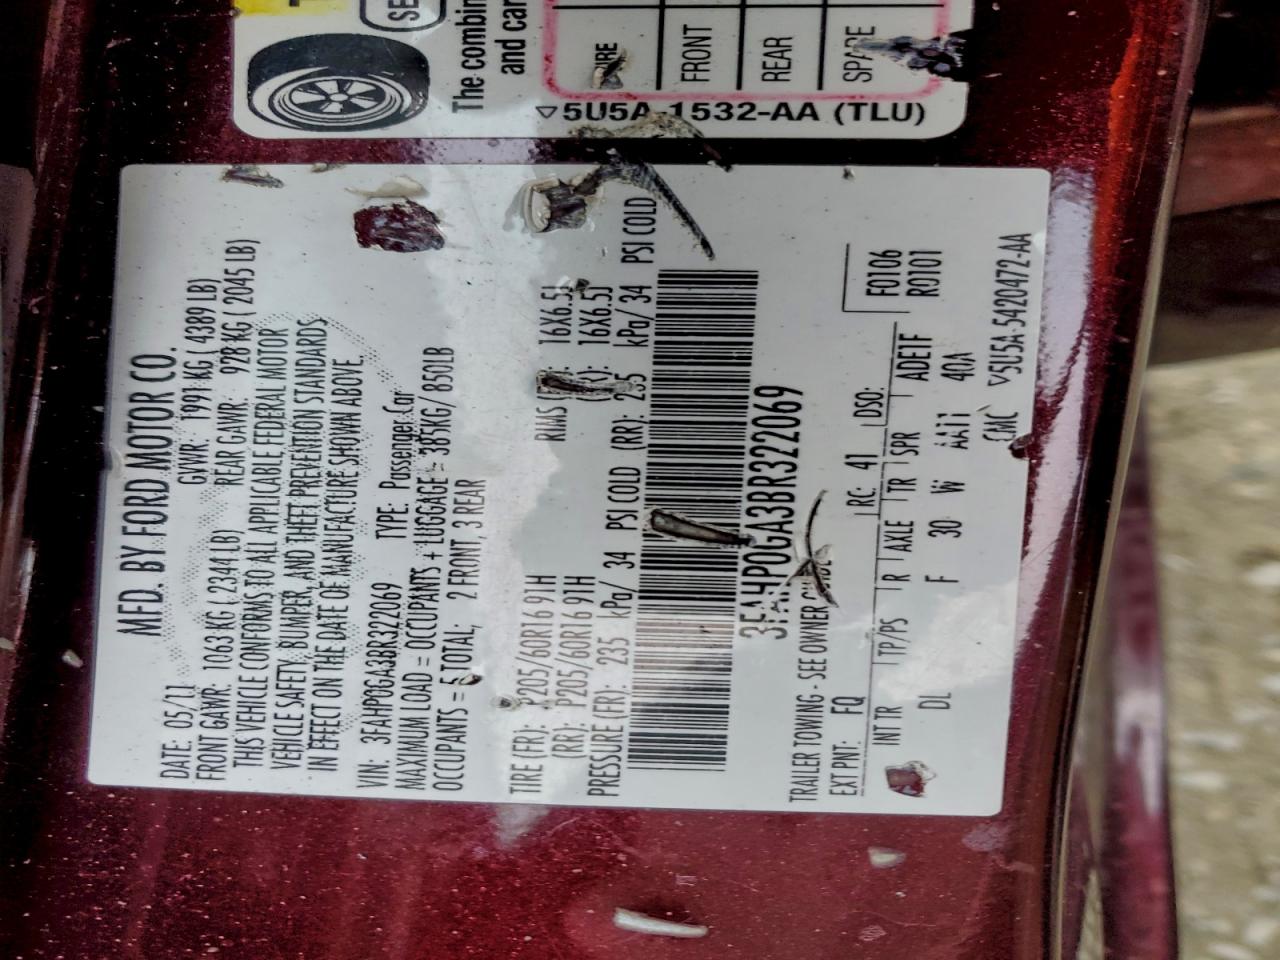 The combin
and car
FRONT
REAR
5U5A-1532-AA (TLU)
MFD. BY FORD MOTOR CO.
DATE: 05/11 GVWR: 1991 KG ( 4389 LB)
FRONT GAWR: 1063 KG ( 2344 LB) REAR GAWR: 928 KG ( 2045 LB)
THIS VEHICLE CONFORMS TO ALL APPLICABLE FEDERAL MOTOR
VEHICLE SAFETY, BUMPER, AND THEFT PREVENTION STANDARDS
IN EFFECT ON THE DATE OF MANUFACTURE SHOWN ABOVE.
VIN: 3FAHP0GA3BR322069 TYPE: Passenger Car
MAXIMUM LOAD = OCCUPANTS + LUGGAGE = 385KG/ 850LB
OCCUPANTS = 5 TOTAL; 2 FRONT, 3 REAR
TIRE (FR): P205/60R16 91H RIMS 16X6.5J
(RR): P205/60R16 91H 16X6.5J
PRESSURE (FR): 235 kPa/ 34 PSI COLD (RR): 235 kPa/ 34 PSI COLD
3FAHP0GA3BR322069
TRAILER TOWING - SEE OWNER GUIDE
F0106
R0101
EXT PNT: FQ RC: 41 DSO:
INT TR TP/PS R AXLE TR SPR ADE1F
DL F 30 W AA11 40A
CMC 5U5A-5420472-AA